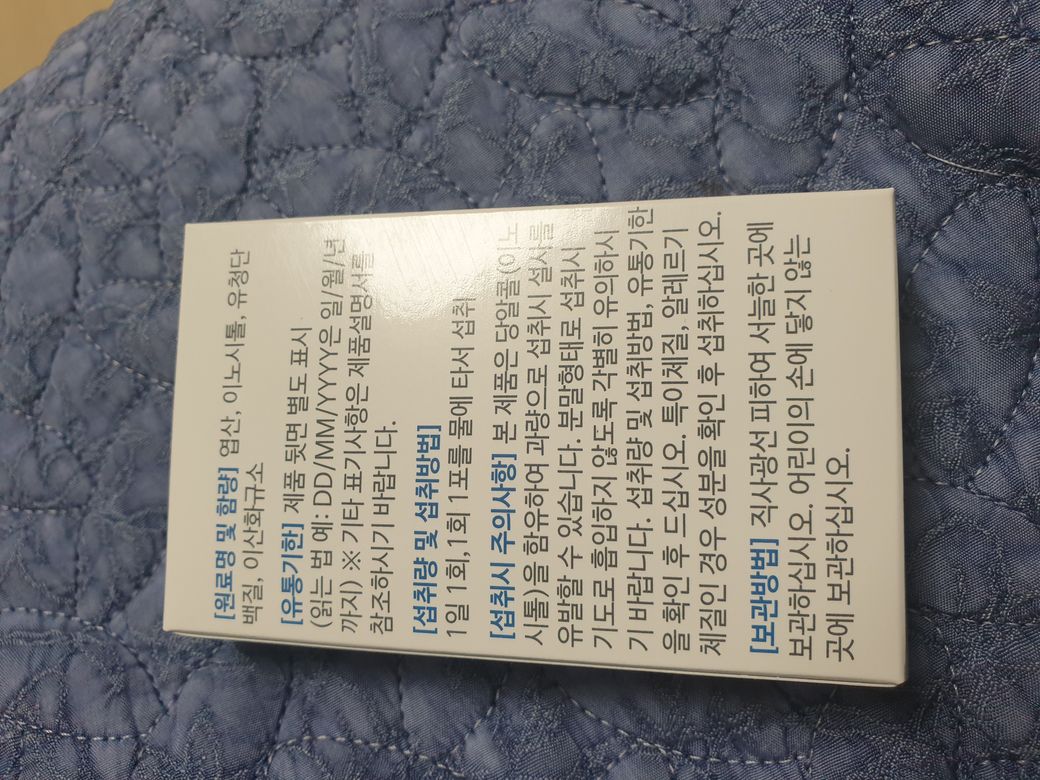 [원료명 및 함량] 엽산, 이노시톨, 유청단
백질, 이산화규소
[유통기한] 제품 뒷면 별도 표시
(읽는 법 예: DD/MM/YYYY은 일/월/년
까지) ※ 기타 표기사항은 제품설명서를
참조하시기 바랍니다.
[섭취량 및 섭취방법]
1일 1회,1회 1포를 물에 타서 섭취
[섭취시 주의사항] 본 제품은 당알콜(이노
시톨)을 함유하여 과량으로 섭취시 설사를
유발할 수 있습니다. 분말형태로 섭취시
기도로 흡입하지 않도록 각별히 유의하시
기 바랍니다. 섭취량 및 섭취방법, 유통기한
을 확인 후 드십시오. 특이체질, 알레르기
체질인 경우 성분을 확인 후 섭취하십시오.
[보관방법] 직사광선 피하여 서늘한 곳에
보관하십시오. 어린이의 손에 닿지 않는
곳에 보관하십시오.